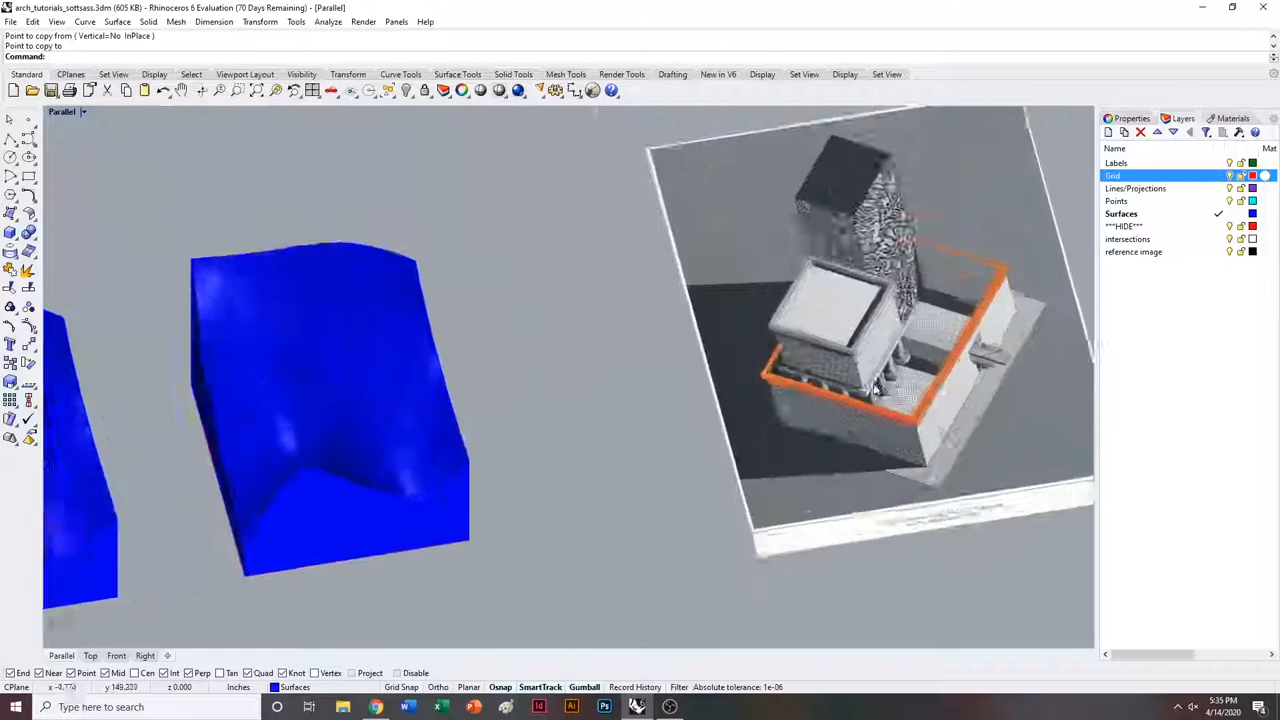 arch_tutorials_sottsass.3dm (605 KB) - Rhinoceros 6 Evaluation (70 Days Remaining) - [Parallel]
File Edit View Curve Surface Solid Mesh Dimension Transform Tools Analyze Render Panels Help
Point to copy from ( Vertical=No InPlace )
Point to copy to
Command:
Standard CPlanes Set View Display Select Viewport Layout Visibility Transform Curve Tools Surface Tools Solid Tools Mesh Tools Render Tools Drafting New in V6 Display Set View Display Set View
Parallel
Properties Layers Materials
Name Mat
Labels
Grid
Lines/Projections
Points
Surfaces
***HIDE***
intersections
reference image
Parallel Top Front Right
End Near Point Mid Cen Int Perp Tan Quad Knot Vertex Project Disable
CPlane y 149.230 z 0.000 Inches Surfaces Grid Snap Ortho Planar Osnap SmartTrack Gumball Record History Filter Absolute tolerance: 1e-06
Type here to search
5:35 PM
4/14/2020